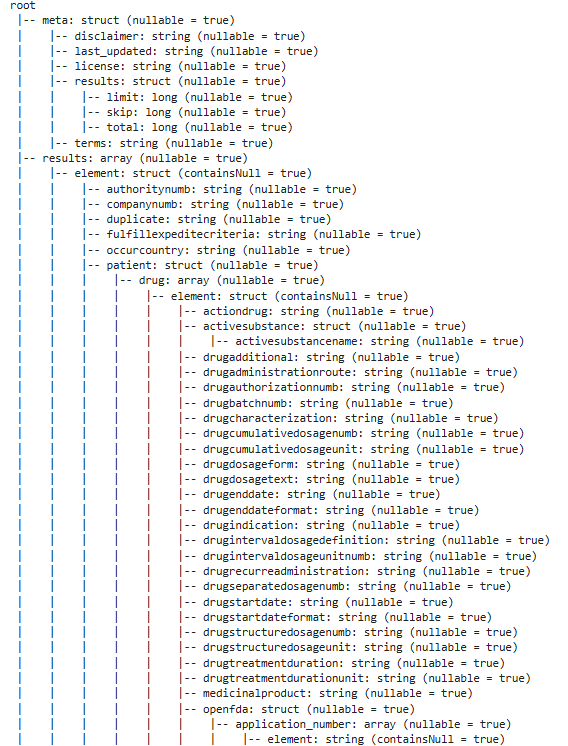 root
|-- meta: struct (nullable = true)
|    |-- disclaimer: string (nullable = true)
|    |-- last_updated: string (nullable = true)
|    |-- license: string (nullable = true)
|    |-- results: struct (nullable = true)
|    |    |-- limit: long (nullable = true)
|    |    |-- skip: long (nullable = true)
|    |    |-- total: long (nullable = true)
|    |-- terms: string (nullable = true)
|-- results: array (nullable = true)
|    |-- element: struct (containsNull = true)
|    |    |-- authoritynumb: string (nullable = true)
|    |    |-- companynumb: string (nullable = true)
|    |    |-- duplicate: string (nullable = true)
|    |    |-- fulfillexpeditecriteria: string (nullable = true)
|    |    |-- occurcountry: string (nullable = true)
|    |    |-- patient: struct (nullable = true)
|    |    |    |-- drug: array (nullable = true)
|    |    |    |    |-- element: struct (containsNull = true)
|    |    |    |    |    |-- actiondrug: string (nullable = true)
|    |    |    |    |    |-- activesubstance: struct (nullable = true)
|    |    |    |    |    |    |-- activesubstancename: string (nullable = true)
|    |    |    |    |    |-- drugadditional: string (nullable = true)
|    |    |    |    |    |-- drugadministrationroute: string (nullable = true)
|    |    |    |    |    |-- drugauthorizationnumb: string (nullable = true)
|    |    |    |    |    |-- drugbatchnumb: string (nullable = true)
|    |    |    |    |    |-- drugcharacterization: string (nullable = true)
|    |    |    |    |    |-- drugcumulativedosagenumb: string (nullable = true)
|    |    |    |    |    |-- drugcumulativedosageunit: string (nullable = true)
|    |    |    |    |    |-- drugdosageform: string (nullable = true)
|    |    |    |    |    |-- drugdosagetext: string (nullable = true)
|    |    |    |    |    |-- drugenddate: string (nullable = true)
|    |    |    |    |    |-- drugenddateformat: string (nullable = true)
|    |    |    |    |    |-- drugindication: string (nullable = true)
|    |    |    |    |    |-- drugintervaldosagedefinition: string (nullable = true)
|    |    |    |    |    |-- drugintervaldosageunitnumb: string (nullable = true)
|    |    |    |    |    |-- drugrecurreadministration: string (nullable = true)
|    |    |    |    |    |-- drugseparatedosagenumb: string (nullable = true)
|    |    |    |    |    |-- drugstartdate: string (nullable = true)
|    |    |    |    |    |-- drugstartdateformat: string (nullable = true)
|    |    |    |    |    |-- drugstructuredosagenumb: string (nullable = true)
|    |    |    |    |    |-- drugstructuredosageunit: string (nullable = true)
|    |    |    |    |    |-- drugtreatmentduration: string (nullable = true)
|    |    |    |    |    |-- drugtreatmentdurationunit: string (nullable = true)
|    |    |    |    |    |-- medicinalproduct: string (nullable = true)
|    |    |    |    |    |-- openfda: struct (nullable = true)
|    |    |    |    |    |    |-- application_number: array (nullable = true)
|    |    |    |    |    |    |    |-- element: string (containsNull = true)